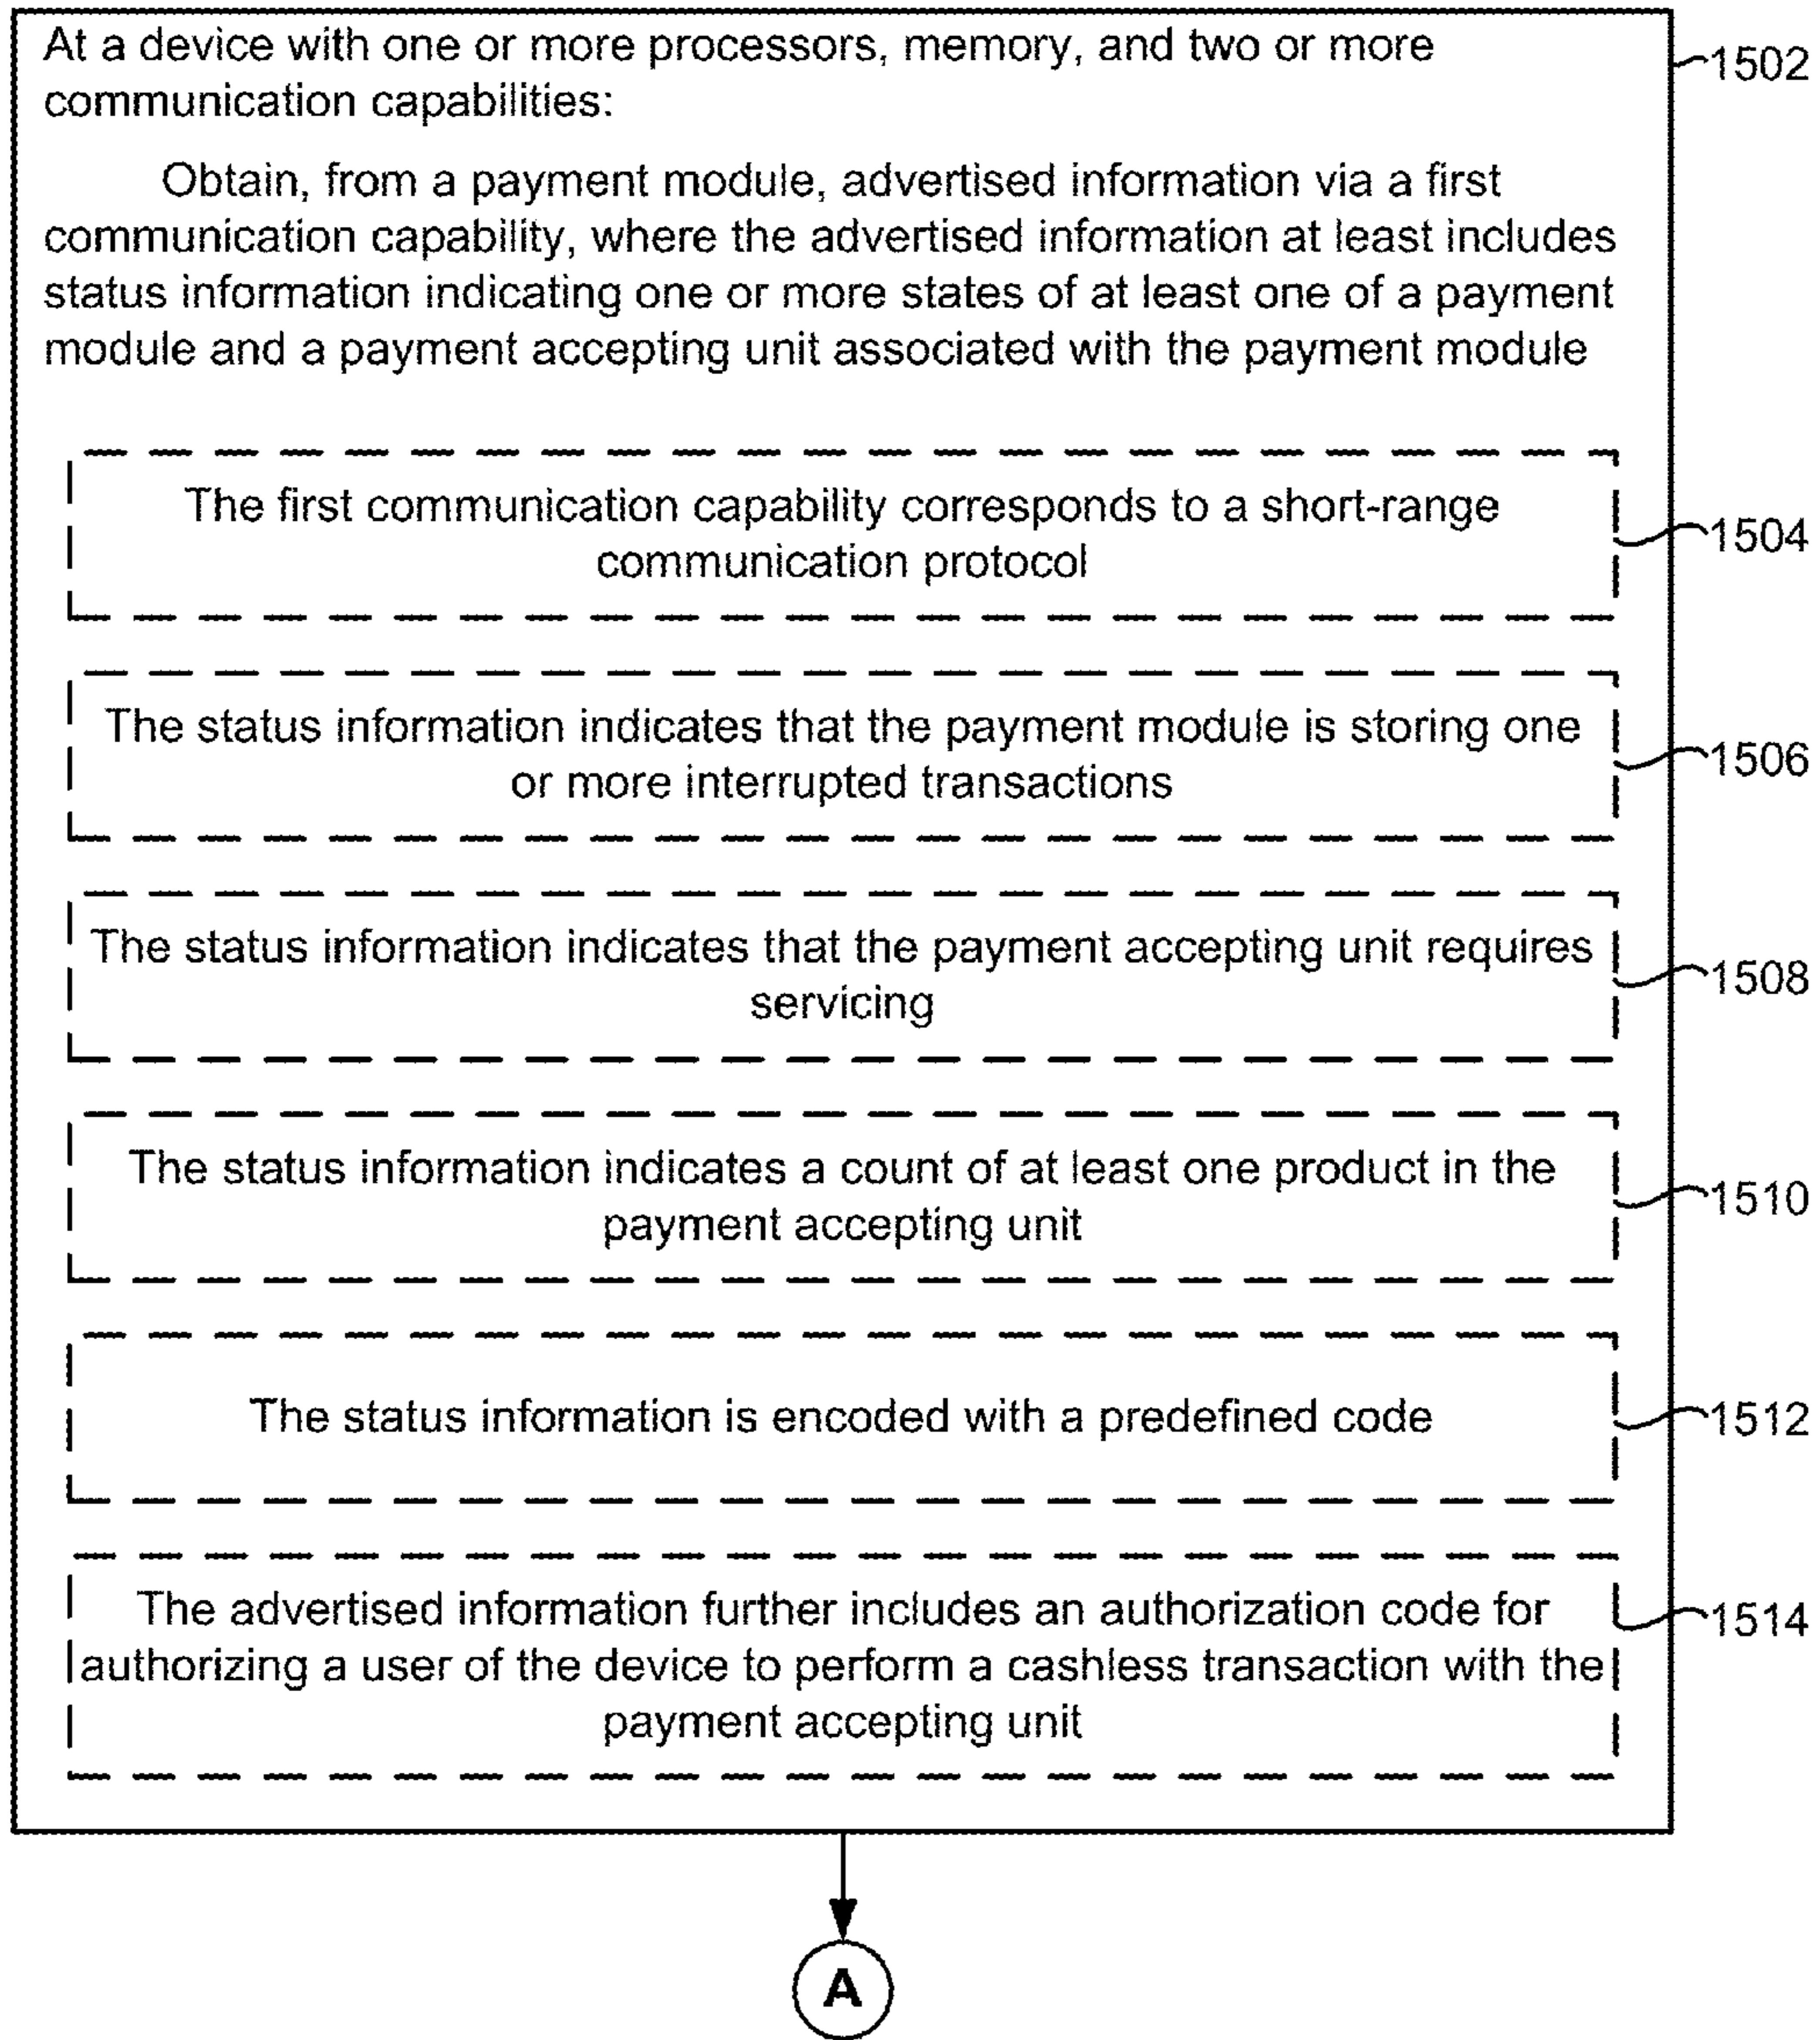 At a device with one or more processors, memory, and two or more
communication capabilities:
1502
Obtain, from a payment module, advertised information via a first
communication capability, where the advertised information at least includes
status information indicating one or more states of at least one of a payment
module and a payment accepting unit associated with the payment module
The first communication capability corresponds to a short-range
communication protocol
1504
The status information indicates that the payment module is storing one
or more interrupted transactions
1506
The status information indicates that the payment accepting unit requires
servicing
1508
The status information indicates a count of at least one product in the
payment accepting unit
1510
The status information is encoded with a predefined code
1512
The advertised information further includes an authorization code for
authorizing a user of the device to perform a cashless transaction with the
payment accepting unit
1514
A